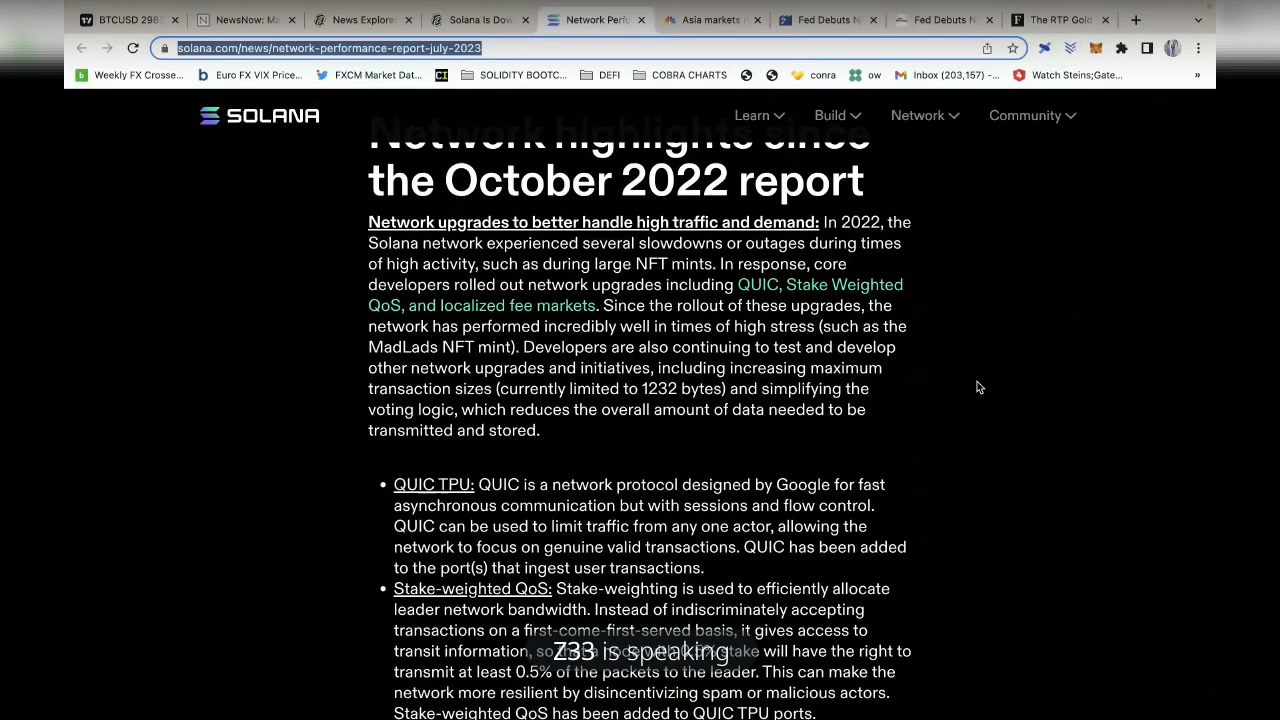 BTCUSD 298
NewsNow: Ma
News Explorer
Solana Is Dow
Network Perf
Asia markets
Fed Debuts N
Fed Debuts N
The RTP Gold
solana.com/news/network-performance-report-july-2023
Weekly FX Crosse...
Euro FX VIX Price...
FXCM Market Dat...
CI
SOLIDITY BOOTC...
DEFI
COBRA CHARTS
conra
ow
Inbox (203,157) -...
Watch Steins;Gate...
»
SOLANA
Learn
Build
Network
Community
Network highlights since
the October 2022 report
Network upgrades to better handle high traffic and demand: In 2022, the
Solana network experienced several slowdowns or outages during times
of high activity, such as during large NFT mints. In response, core
developers rolled out network upgrades including QUIC, Stake Weighted
QoS, and localized fee markets. Since the rollout of these upgrades, the
network has performed incredibly well in times of high stress (such as the
MadLads NFT mint). Developers are also continuing to test and develop
other network upgrades and initiatives, including increasing maximum
transaction sizes (currently limited to 1232 bytes) and simplifying the
voting logic, which reduces the overall amount of data needed to be
transmitted and stored.
• QUIC TPU: QUIC is a network protocol designed by Google for fast
asynchronous communication but with sessions and flow control.
QUIC can be used to limit traffic from any one actor, allowing the
network to focus on genuine valid transactions. QUIC has been added
to the port(s) that ingest user transactions.
• Stake-weighted QoS: Stake-weighting is used to efficiently allocate
leader network bandwidth. Instead of indiscriminately accepting
transactions on a first-come-first-served basis, it gives access to
transit information, stake will have the right to
Z33 is speaking
transmit at least 0.5% of the packets to the leader. This can make the
network more resilient by disincentivizing spam or malicious actors.
Stake-weighted QoS has been added to QUIC TPU ports.